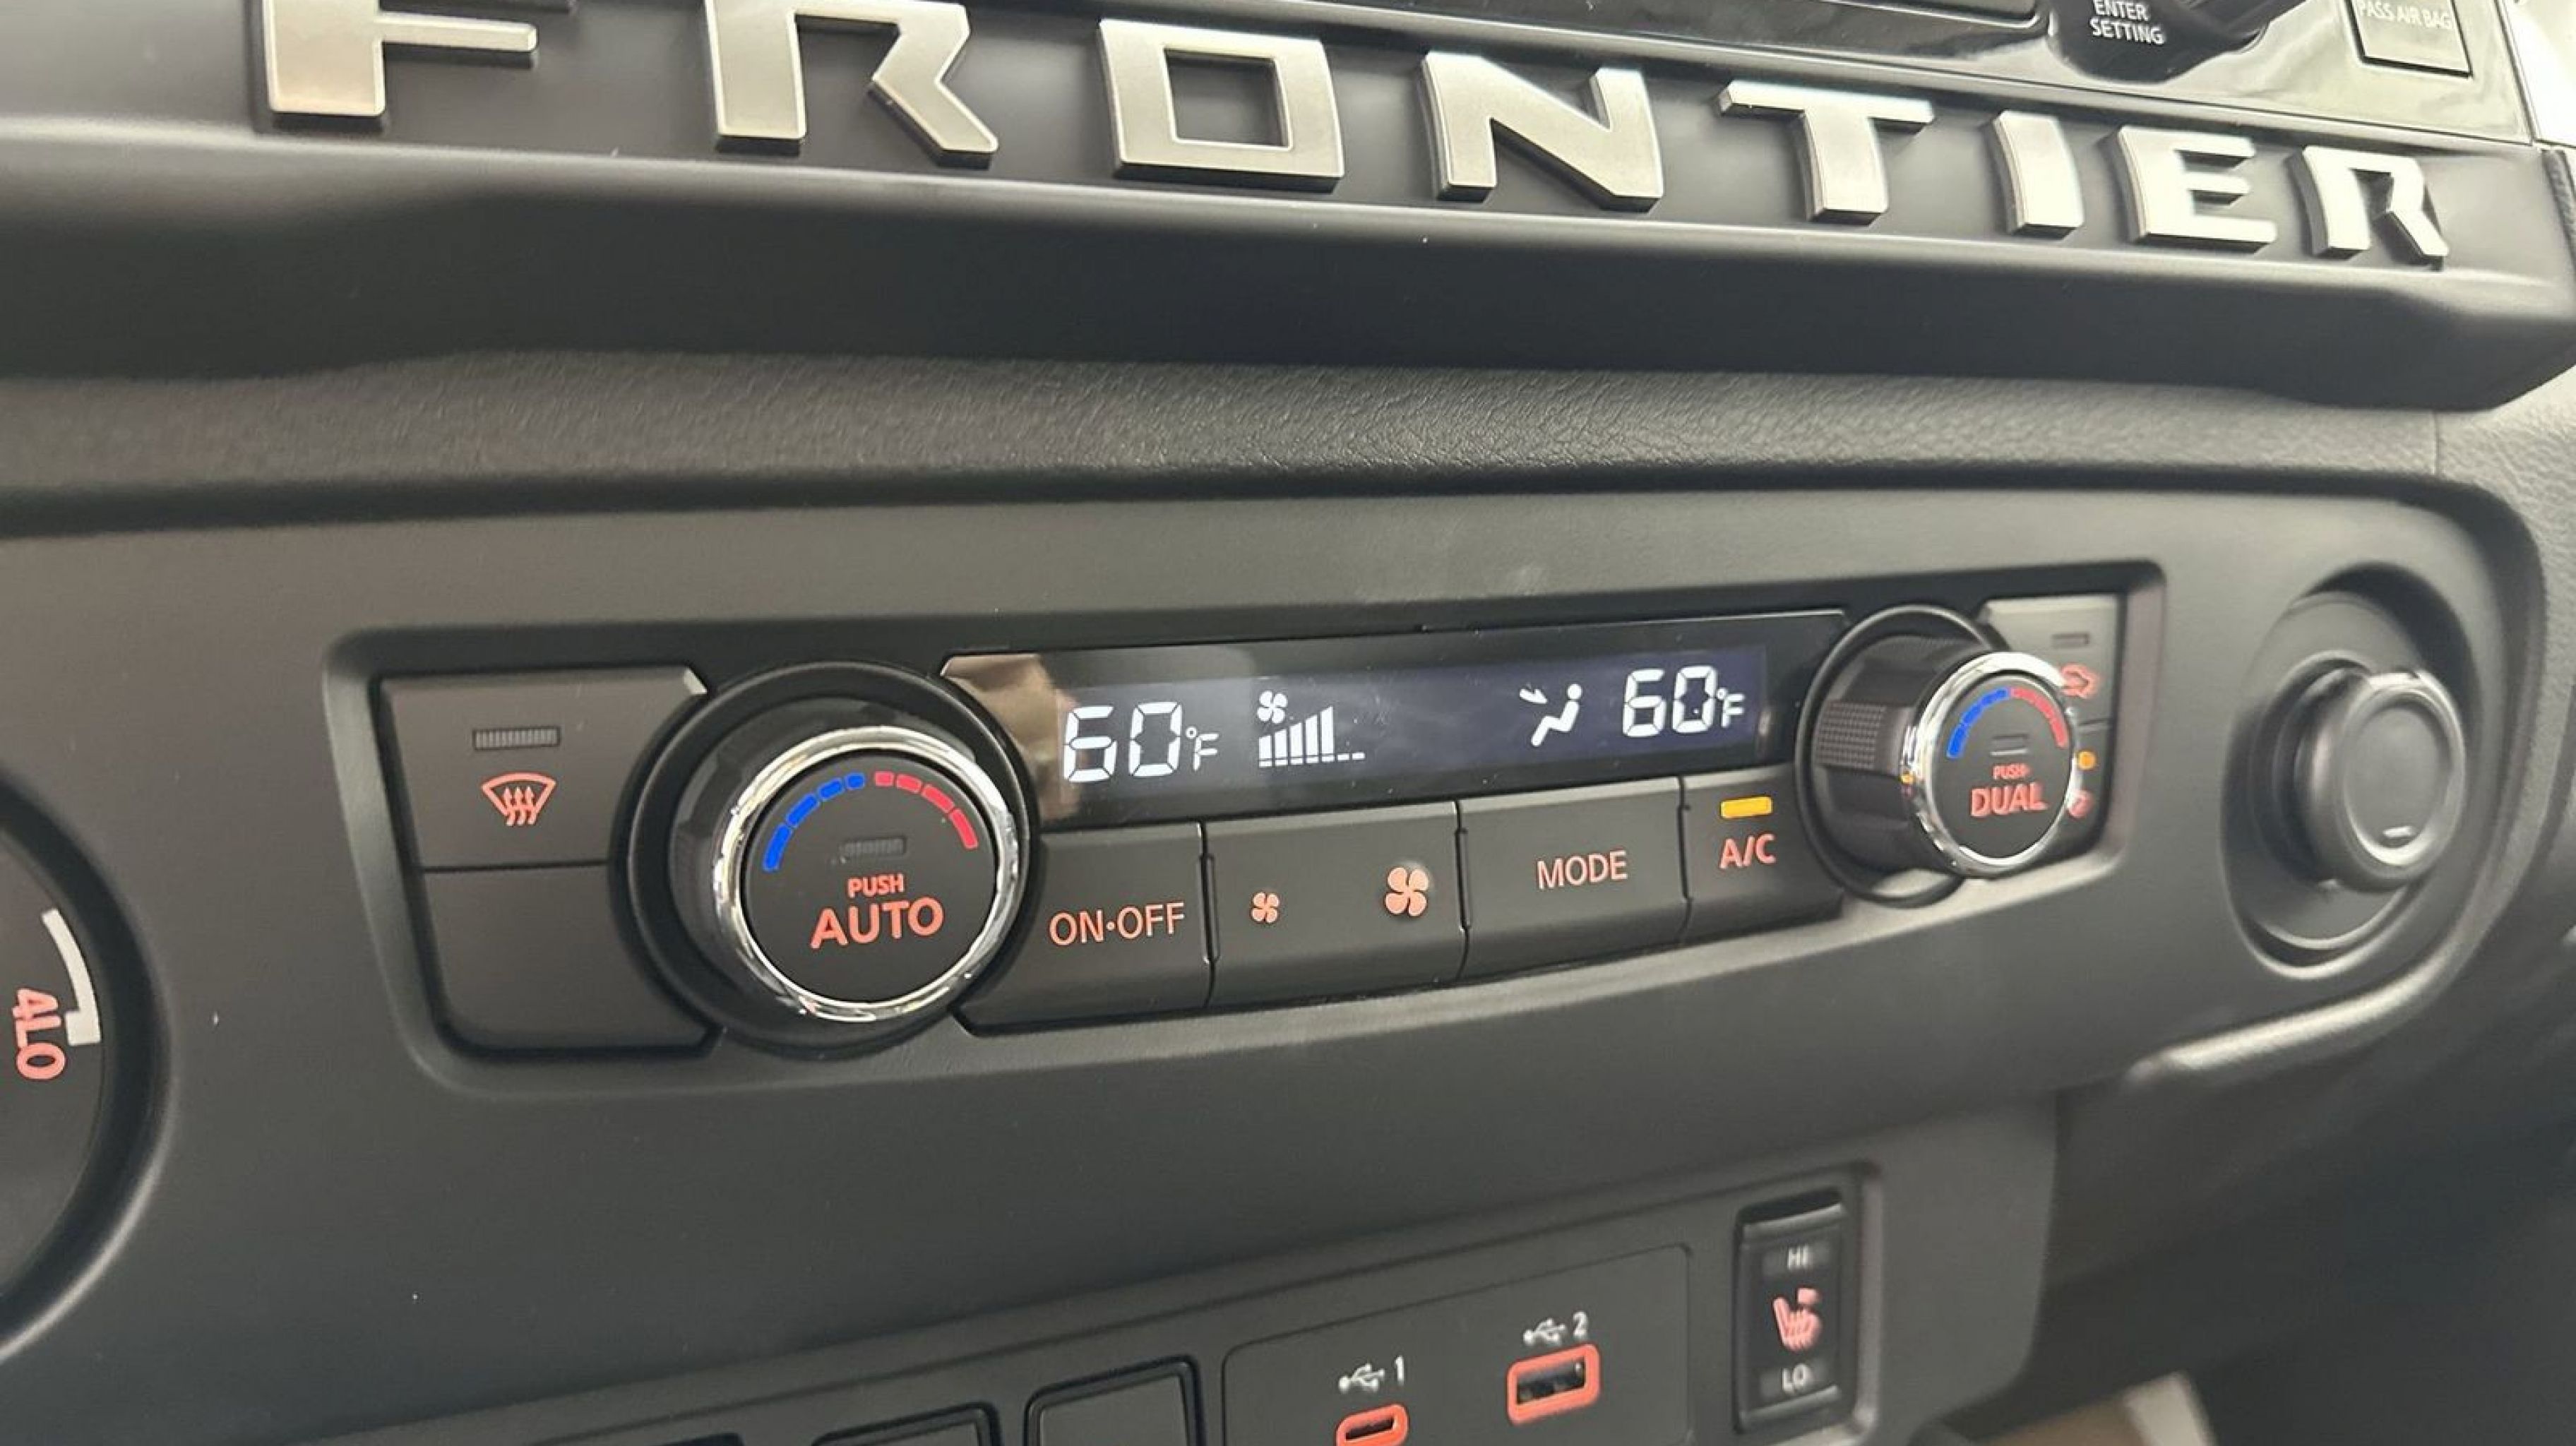 FRONTIER
ENTER
SETTING
PASS AIR BAG
60°F
60°F
PUSH
AUTO
ON•OFF
MODE
A/C
PUSH
DUAL
4LO
HI
LO
1
2